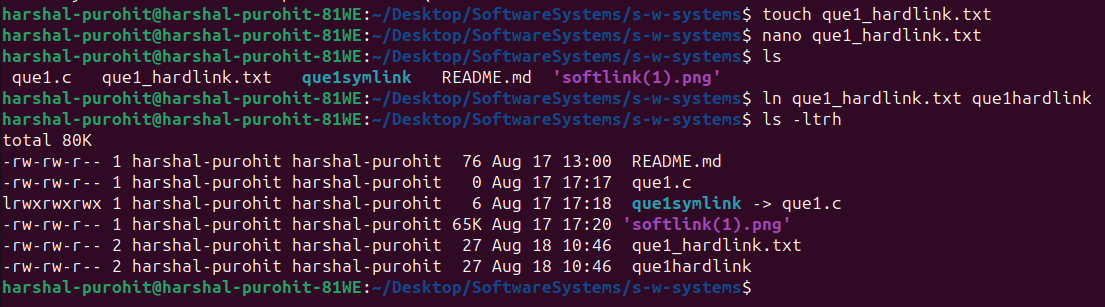 harshal-purohit@harshal-purohit-81WE:~/Desktop/SoftwareSystems/s-w-systems$ touch que1_hardlink.txt
harshal-purohit@harshal-purohit-81WE:~/Desktop/SoftwareSystems/s-w-systems$ nano que1_hardlink.txt
harshal-purohit@harshal-purohit-81WE:~/Desktop/SoftwareSystems/s-w-systems$ ls
que1.c   que1_hardlink.txt   que1symlink   README.md  'softlink(1).png'
harshal-purohit@harshal-purohit-81WE:~/Desktop/SoftwareSystems/s-w-systems$ ln que1_hardlink.txt que1hardlink
harshal-purohit@harshal-purohit-81WE:~/Desktop/SoftwareSystems/s-w-systems$ ls -ltrh
total 80K
-rw-rw-r-- 1 harshal-purohit harshal-purohit  76 Aug 17 13:00  README.md
-rw-rw-r-- 1 harshal-purohit harshal-purohit   0 Aug 17 17:17  que1.c
lrwxrwxrwx 1 harshal-purohit harshal-purohit   6 Aug 17 17:18  que1symlink -> que1.c
-rw-rw-r-- 1 harshal-purohit harshal-purohit 65K Aug 17 17:20 'softlink(1).png'
-rw-rw-r-- 2 harshal-purohit harshal-purohit  27 Aug 18 10:46  que1_hardlink.txt
-rw-rw-r-- 2 harshal-purohit harshal-purohit  27 Aug 18 10:46  que1hardlink
harshal-purohit@harshal-purohit-81WE:~/Desktop/SoftwareSystems/s-w-systems$